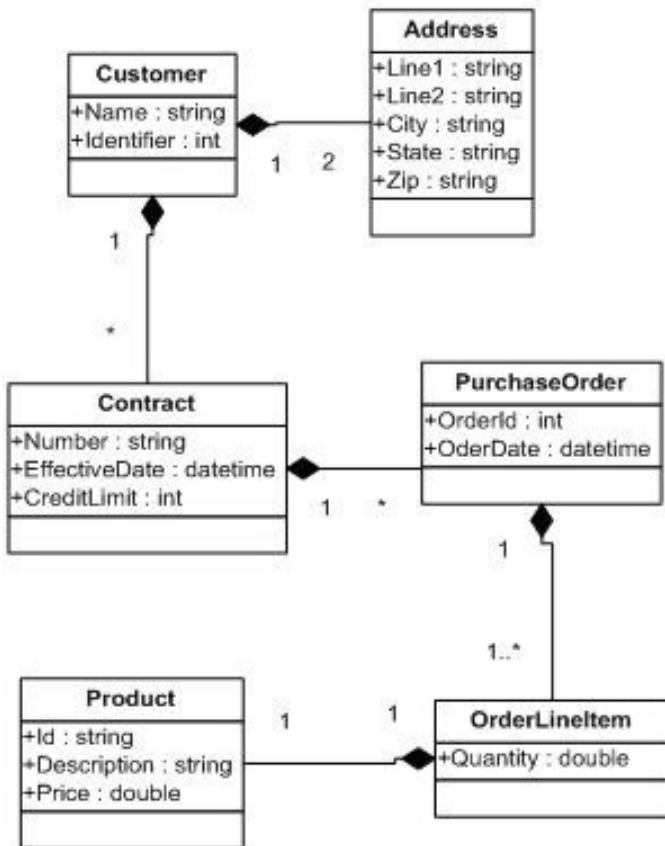 Address
+Line1 : string
+Line2 : string
+City : string
+State : string
+Zip : string
Customer
+Name : string
+Identifier : int
1
2
1
*
Contract
+Number : string
+EffectiveDate : datetime
+CreditLimit : int
PurchaseOrder
+OrderId : int
+OderDate : datetime
1
*
1
1..*
Product
+Id : string
+Description : string
+Price : double
1
1
OrderLineItem
+Quantity : double